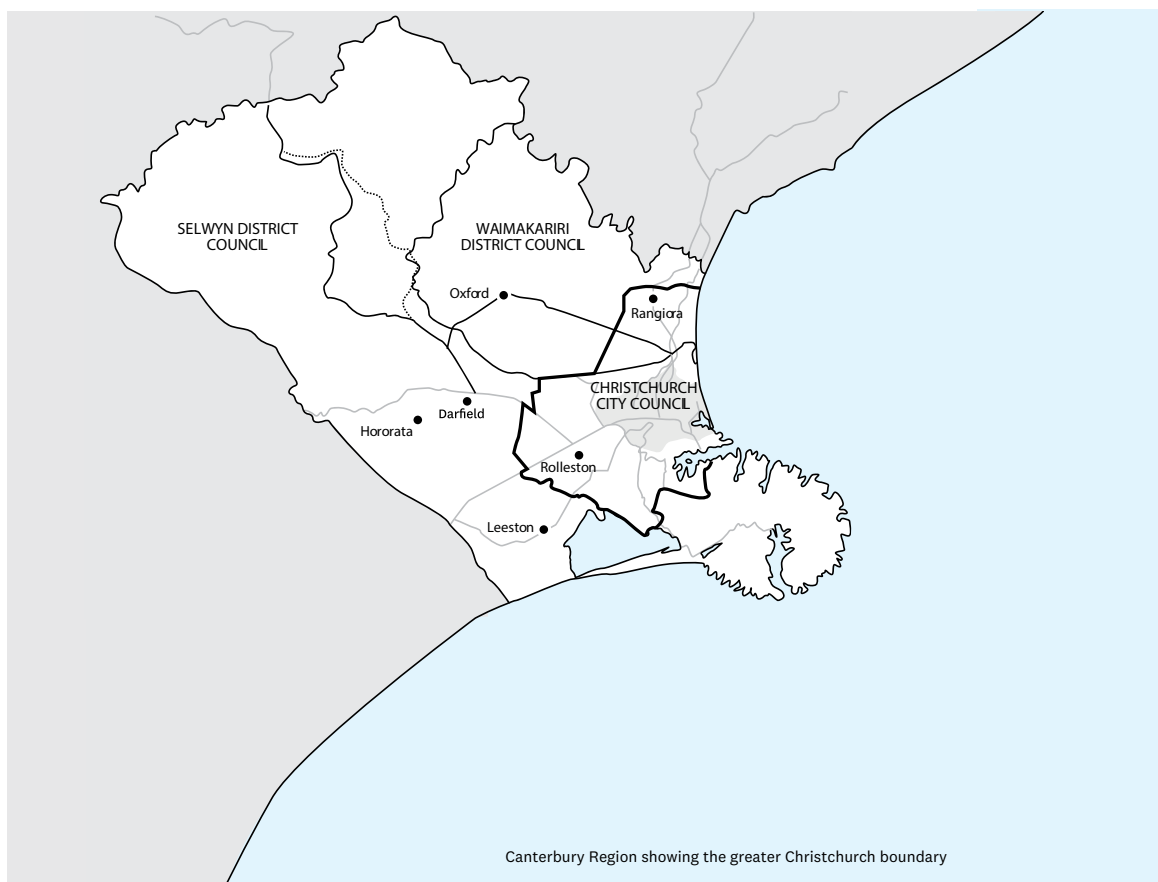 SELWYN DISTRICT
COUNCIL
WAIMAKARIRI
DISTRICT COUNCIL
Oxford
Rangiora
CHRISTCHURCH
CITY COUNCIL
Darfield
Hororata
Rolleston
Leeston
Canterbury Region showing the greater Christchurch boundary